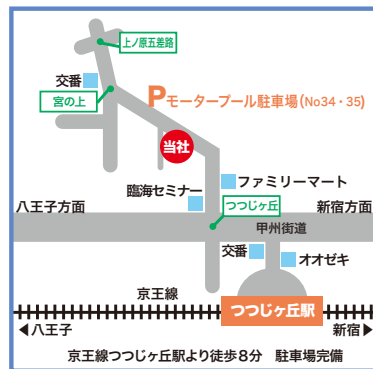 上ノ原五差路
交番
宮の上
Pモータープール駐車場(No34・35)
当社
臨海セミナー
ファミリーマート
つつじヶ丘
八王子方面
新宿方面
甲州街道
交番
オオゼキ
京王線
つつじヶ丘駅
◀八王子
新宿▶
京王線つつじヶ丘駅より徒歩8分　駐車場完備